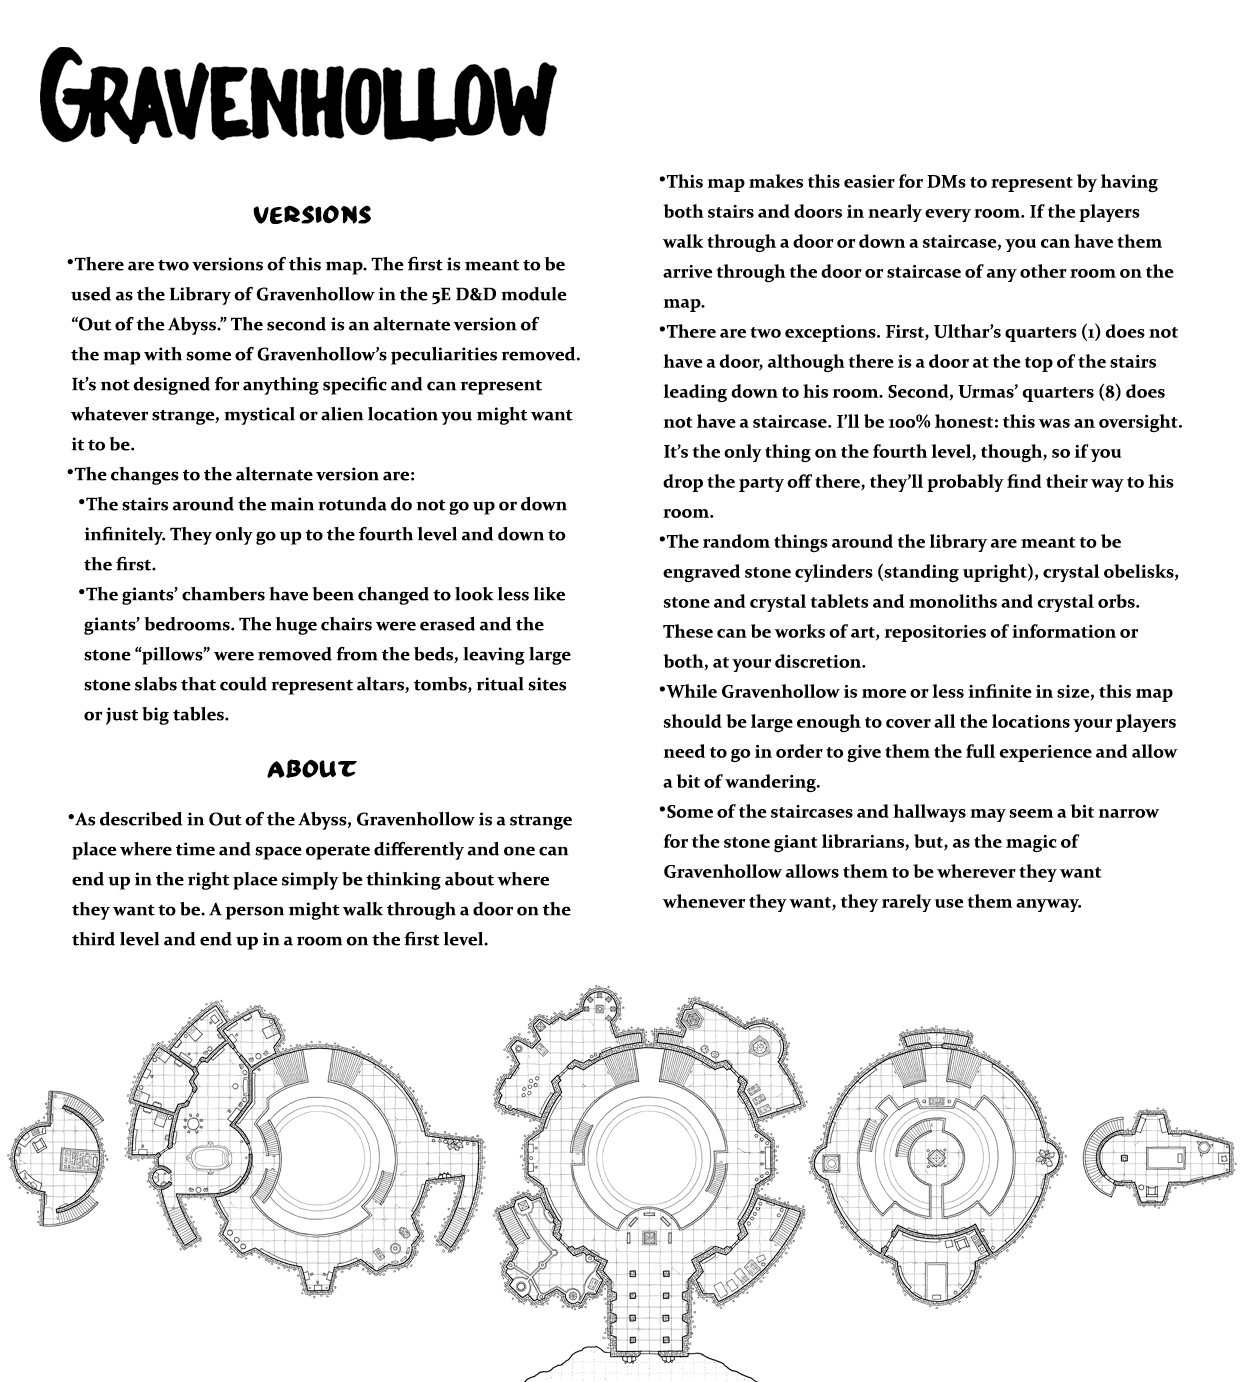 GRAVENHOLLOW
VERSIONS
•There are two versions of this map. The first is meant to be
used as the Library of Gravenhollow in the 5E D&D module
“Out of the Abyss.” The second is an alternate version of
the map with some of Gravenhollow’s peculiarities removed.
It’s not designed for anything specific and can represent
whatever strange, mystical or alien location you might want
it to be.
•The changes to the alternate version are:
•The stairs around the main rotunda do not go up or down
infinitely. They only go up to the fourth level and down to
the first.
•The giants’ chambers have been changed to look less like
giants’ bedrooms. The huge chairs were erased and the
stone “pillows” were removed from the beds, leaving large
stone slabs that could represent altars, tombs, ritual sites
or just big tables.
ABOUT
•As described in Out of the Abyss, Gravenhollow is a strange
place where time and space operate differently and one can
end up in the right place simply be thinking about where
they want to be. A person might walk through a door on the
third level and end up in a room on the first level.
•This map makes this easier for DMs to represent by having
both stairs and doors in nearly every room. If the players
walk through a door or down a staircase, you can have them
arrive through the door or staircase of any other room on the
map.
•There are two exceptions. First, Ulthar’s quarters (1) does not
have a door, although there is a door at the top of the stairs
leading down to his room. Second, Urmas’ quarters (8) does
not have a staircase. I’ll be 100% honest: this was an oversight.
It’s the only thing on the fourth level, though, so if you
drop the party off there, they’ll probably find their way to his
room.
•The random things around the library are meant to be
engraved stone cylinders (standing upright), crystal obelisks,
stone and crystal tablets and monoliths and crystal orbs.
These can be works of art, repositories of information or
both, at your discretion.
•While Gravenhollow is more or less infinite in size, this map
should be large enough to cover all the locations your players
need to go in order to give them the full experience and allow
a bit of wandering.
•Some of the staircases and hallways may seem a bit narrow
for the stone giant librarians, but, as the magic of
Gravenhollow allows them to be wherever they want
whenever they want, they rarely use them anyway.